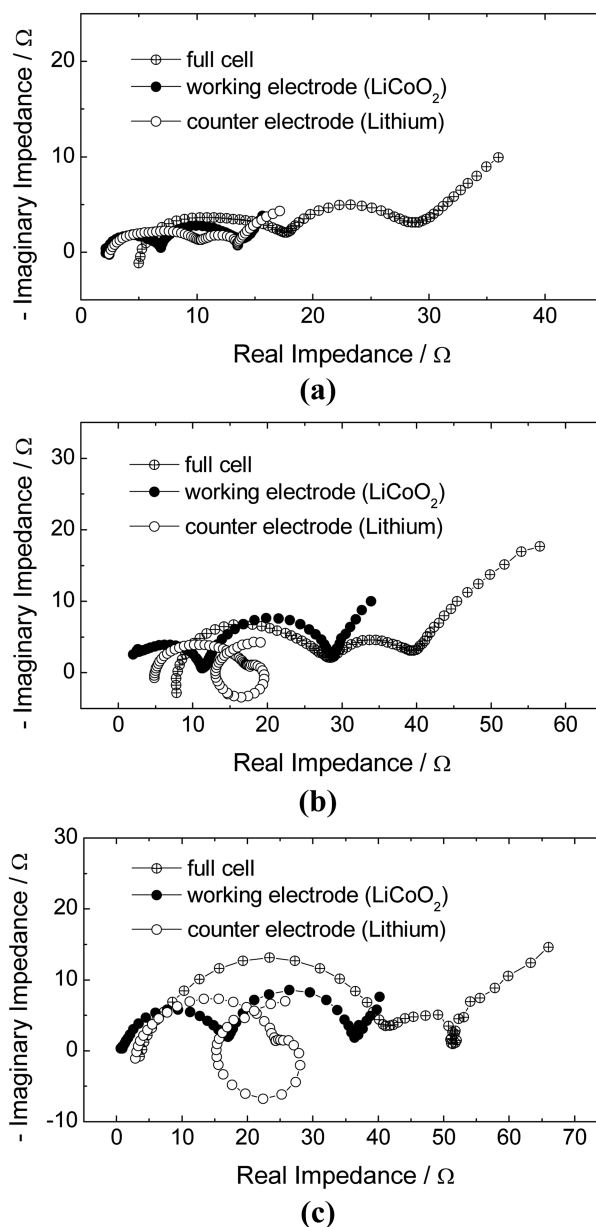 - Imaginary Impedance / Ω
20
10
0
full cell
working electrode (LiCoO₂)
counter electrode (Lithium)
0 10 20 30 40
Real Impedance / Ω
(a)
- Imaginary Impedance / Ω
30
20
10
0
full cell
working electrode (LiCoO₂)
counter electrode (Lithium)
0 10 20 30 40 50 60
Real Impedance / Ω
(b)
- Imaginary Impedance / Ω
30
20
10
0
-10
full cell
working electrode (LiCoO₂)
counter electrode (Lithium)
0 10 20 30 40 50 60 70
Real Impedance / Ω
(c)